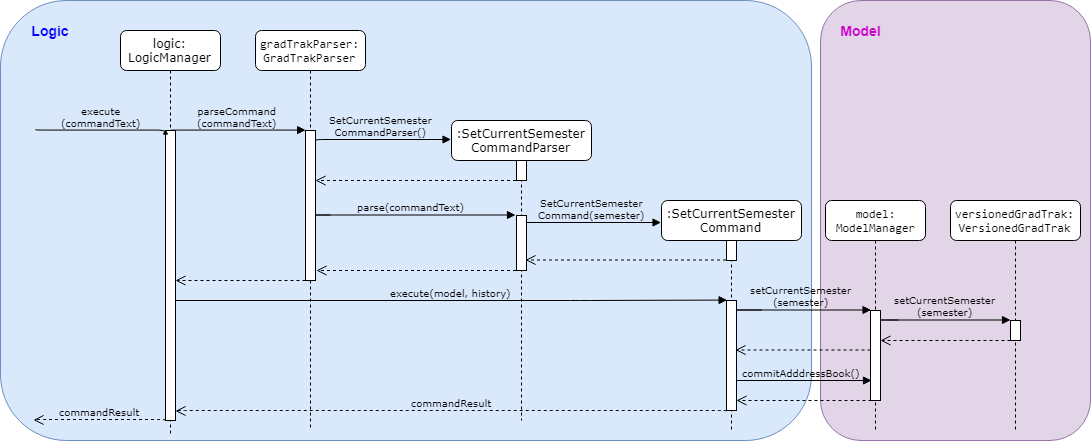 Logic
Model
logic:
LogicManager
gradTrakParser:
GradTrakParser
execute
(commandText)
parseCommand
(commandText)
SetCurrentSemester
CommandParser()
:SetCurrentSemester
CommandParser
parse(commandText)
SetCurrentSemester
Command(semester)
:SetCurrentSemester
Command
model:
ModelManager
versionedGradTrak:
VersionedGradTrak
execute(model, history)
setCurrentSemester
(semester)
setCurrentSemester
(semester)
commitAdddressBook()
commandResult
commandResult